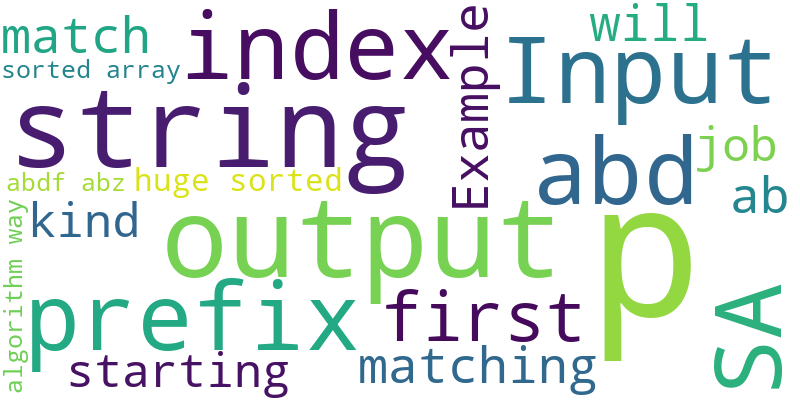 match
index
Example
will
sorted array
Input
string
abd
job
abdf abz
huge sorted
ab
kind
output
p
algorithm way
prefix
first
SA
starting
matching